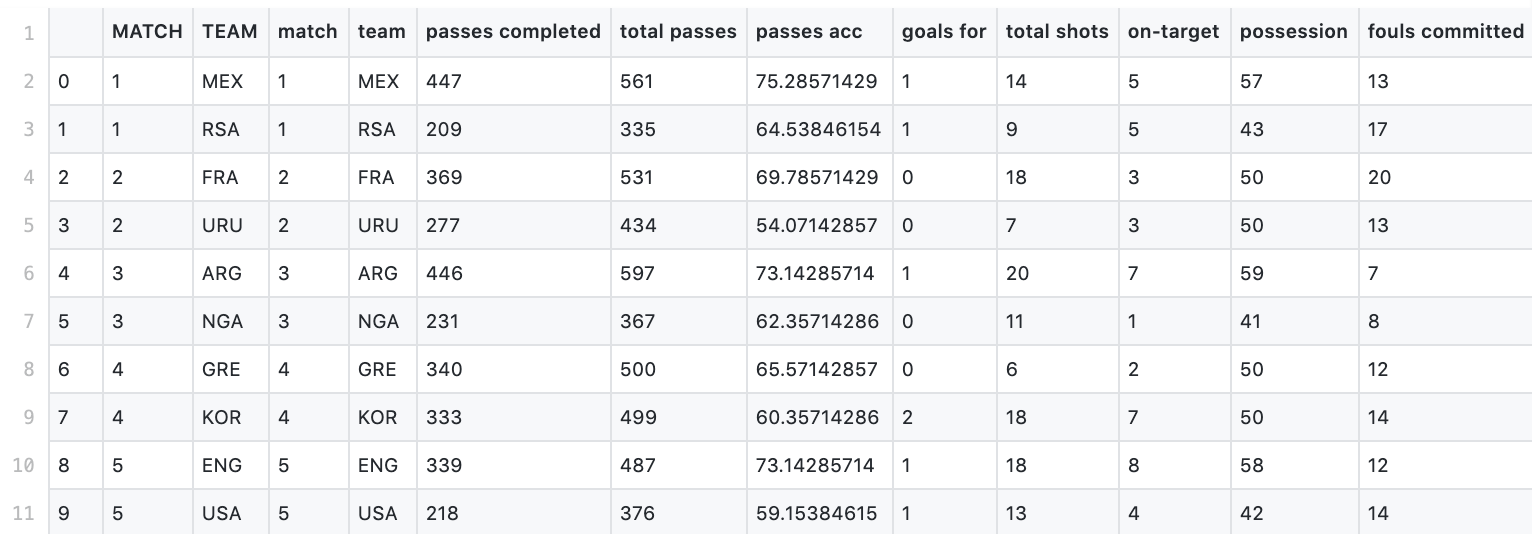 1 MATCH TEAM match team passes completed total passes passes acc goals for total shots on-target possession fouls committed
2 0 1 MEX 1 MEX 447 561 75.28571429 1 14 5 57 13
3 1 1 RSA 1 RSA 209 335 64.53846154 1 9 5 43 17
4 2 2 FRA 2 FRA 369 531 69.78571429 0 18 3 50 20
5 3 2 URU 2 URU 277 434 54.07142857 0 7 3 50 13
6 4 3 ARG 3 ARG 446 597 73.14285714 1 20 7 59 7
7 5 3 NGA 3 NGA 231 367 62.35714286 0 11 1 41 8
8 6 4 GRE 4 GRE 340 500 65.57142857 0 6 2 50 12
9 7 4 KOR 4 KOR 333 499 60.35714286 2 18 7 50 14
10 8 5 ENG 5 ENG 339 487 73.14285714 1 18 8 58 12
11 9 5 USA 5 USA 218 376 59.15384615 1 13 4 42 14